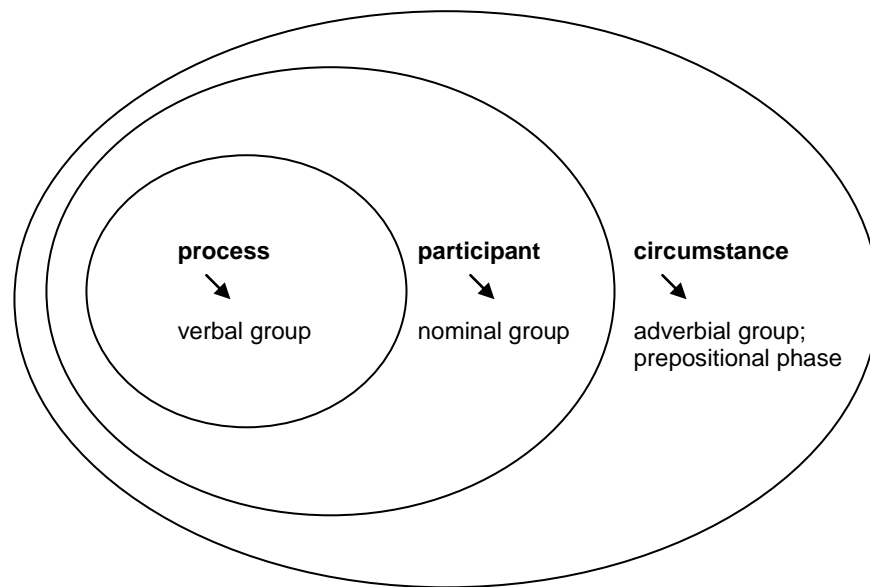 process
verbal group
participant
nominal group
circumstance
adverbial group;
prepositional phase